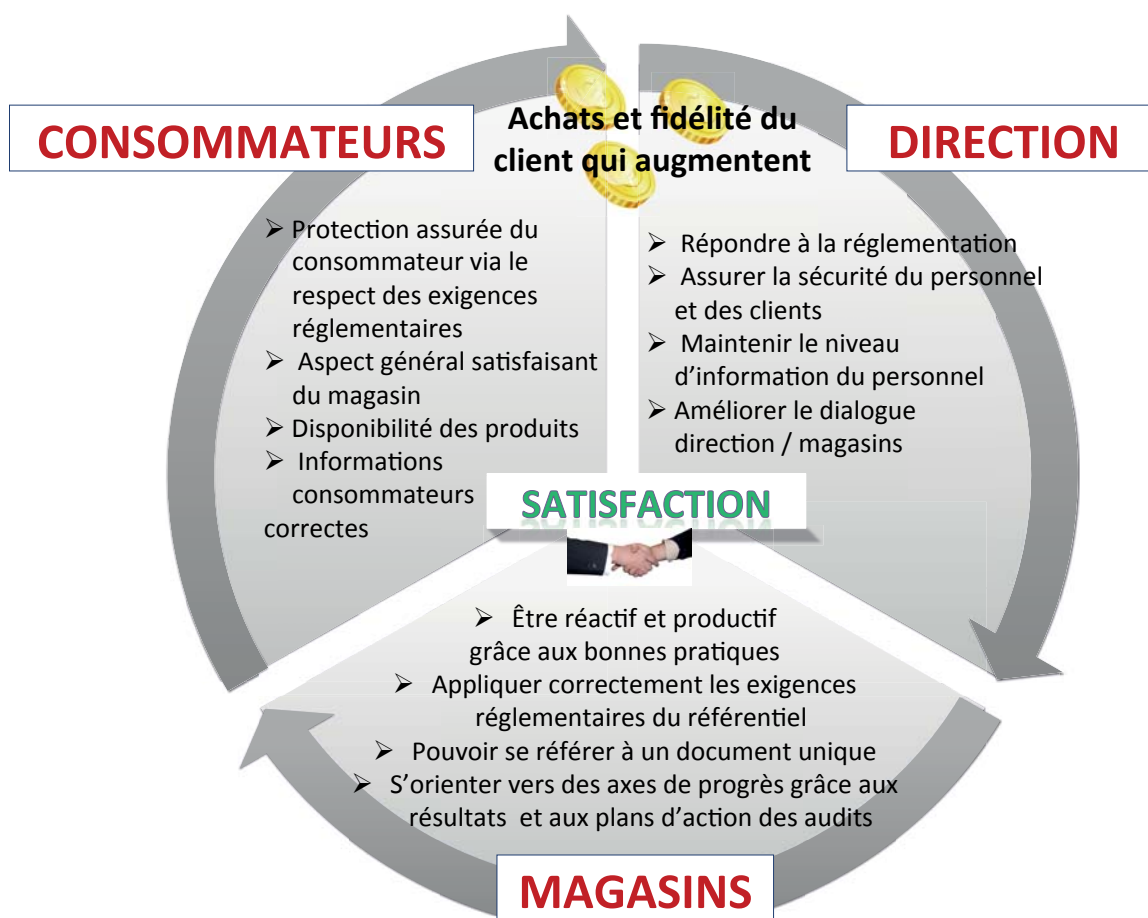 Achats et fidélité du
client qui augmentent
CONSOMMATEURS
➢ Protection assurée du
consommateur via le
respect des exigences
réglementaires
➢ Aspect général satisfaisant
du magasin
➢ Disponibilité des produits
➢ Informations
consommateurs
correctes
DIRECTION
➢ Répondre à la réglementation
➢ Assurer la sécurité du personnel
et des clients
➢ Maintenir le niveau
d’information du personnel
➢ Améliorer le dialogue
direction / magasins
SATISFACTION
➢ Être réactif et productif
grâce aux bonnes pratiques
➢ Appliquer correctement les exigences
réglementaires du référentiel
➢ Pouvoir se référer à un document unique
➢ S’orienter vers des axes de progrès grâce aux
résultats et aux plans d’action des audits
MAGASINS